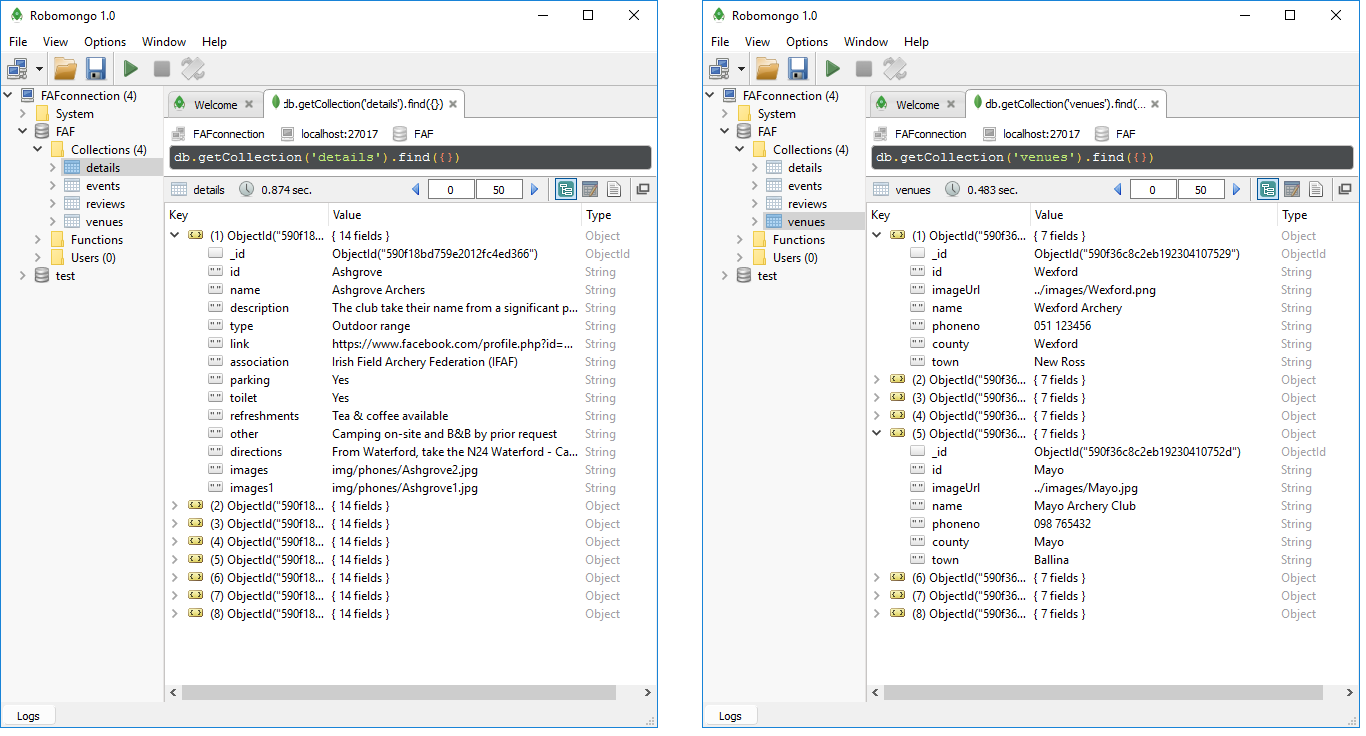 Robomongo 1.0
File View Options Window Help
FAFconnection (4)
System
FAF
Collections (4)
details
events
reviews
venues
Functions
Users (0)
test
Welcome
db.getCollection('details').find({})
FAFconnection localhost:27017 FAF
db.getCollection('details').find({})
details 0.874 sec. 0 50
Key Value Type
(1) ObjectId("590f18... { 14 fields } Object
_id ObjectId("590f18bd759e2012fc4ed366") ObjectId
"" id Ashgrove String
"" name Ashgrove Archers String
"" description The club take their name from a significant p... String
"" type Outdoor range String
"" link https://www.facebook.com/profile.php?id=... String
"" association Irish Field Archery Federation (IFAF) String
"" parking Yes String
"" toilet Yes String
"" refreshments Tea & coffee available String
"" other Camping on-site and B&B by prior request String
"" directions From Waterford, take the N24 Waterford - Ca... String
"" images img/phones/Ashgrove2.jpg String
"" images1 img/phones/Ashgrove1.jpg String
(2) ObjectId("590f18... { 14 fields } Object
(3) ObjectId("590f18... { 14 fields } Object
(4) ObjectId("590f18... { 14 fields } Object
(5) ObjectId("590f18... { 14 fields } Object
(6) ObjectId("590f18... { 14 fields } Object
(7) ObjectId("590f18... { 14 fields } Object
(8) ObjectId("590f18... { 14 fields } Object
Logs
Robomongo 1.0
File View Options Window Help
FAFconnection (4)
System
FAF
Collections (4)
details
events
reviews
venues
Functions
Users (0)
test
Welcome
db.getCollection('venues').find(...
FAFconnection localhost:27017 FAF
db.getCollection('venues').find({})
venues 0.483 sec. 0 50
Key Value Type
(1) ObjectId("590f36... { 7 fields } Object
_id ObjectId("590f36c8c2eb192304107529") ObjectId
"" id Wexford String
"" imageUrl ../images/Wexford.png String
"" name Wexford Archery String
"" phoneno 051 123456 String
"" county Wexford String
"" town New Ross String
(2) ObjectId("590f36... { 7 fields } Object
(3) ObjectId("590f36... { 7 fields } Object
(4) ObjectId("590f36... { 7 fields } Object
(5) ObjectId("590f36... { 7 fields } Object
_id ObjectId("590f36c8c2eb19230410752d") ObjectId
"" id Mayo String
"" imageUrl ../images/Mayo.jpg String
"" name Mayo Archery Club String
"" phoneno 098 765432 String
"" county Mayo String
"" town Ballina String
(6) ObjectId("590f36... { 7 fields } Object
(7) ObjectId("590f36... { 7 fields } Object
(8) ObjectId("590f36... { 7 fields } Object
Logs